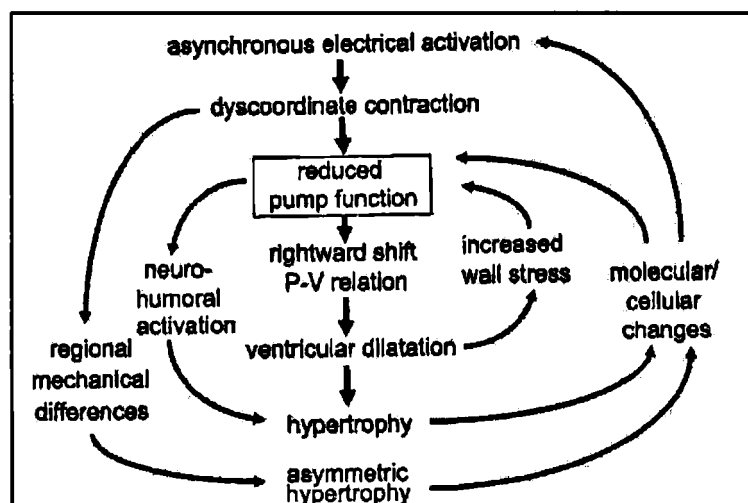 asynchronous electrical activation
dyscoordinate contraction
reduced
pump function
rightward shift
P-V relation
increased
wall stress
neuro-
humoral
activation
molecular/
cellular
changes
regional
mechanical
differences
ventricular dilatation
hypertrophy
asymmetric
hypertrophy